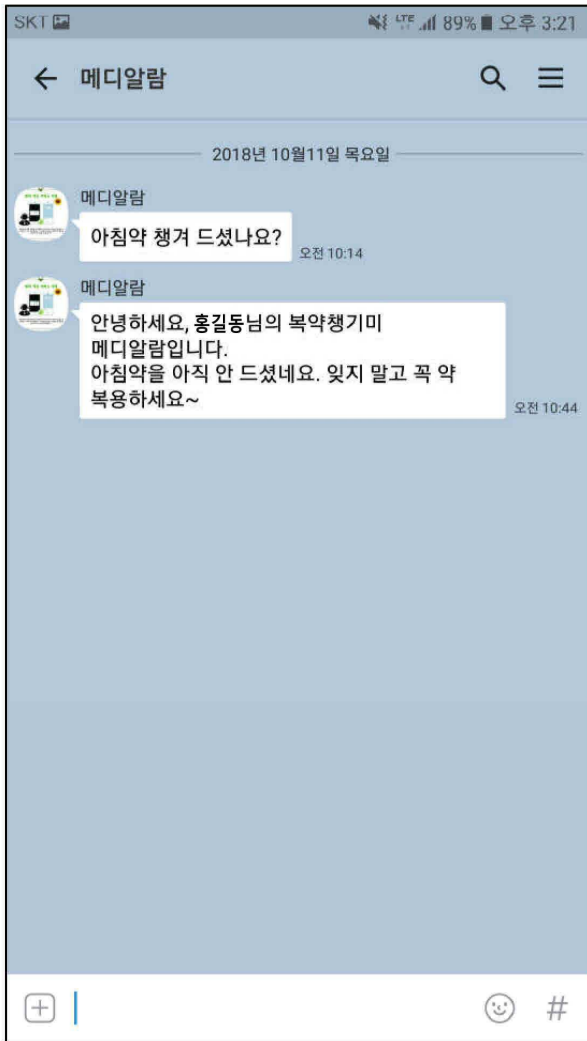 SKT LTE 89% 오후 3:21
메디알람
2018년 10월11일 목요일
메디알람
아침약 챙겨 드셨나요?
오전 10:14
메디알람
안녕하세요, 홍길동님의 복약챙기미
메디알람입니다.
아침약을 아직 안 드셨네요. 잊지 말고 꼭 약
복용하세요~
오전 10:44
#